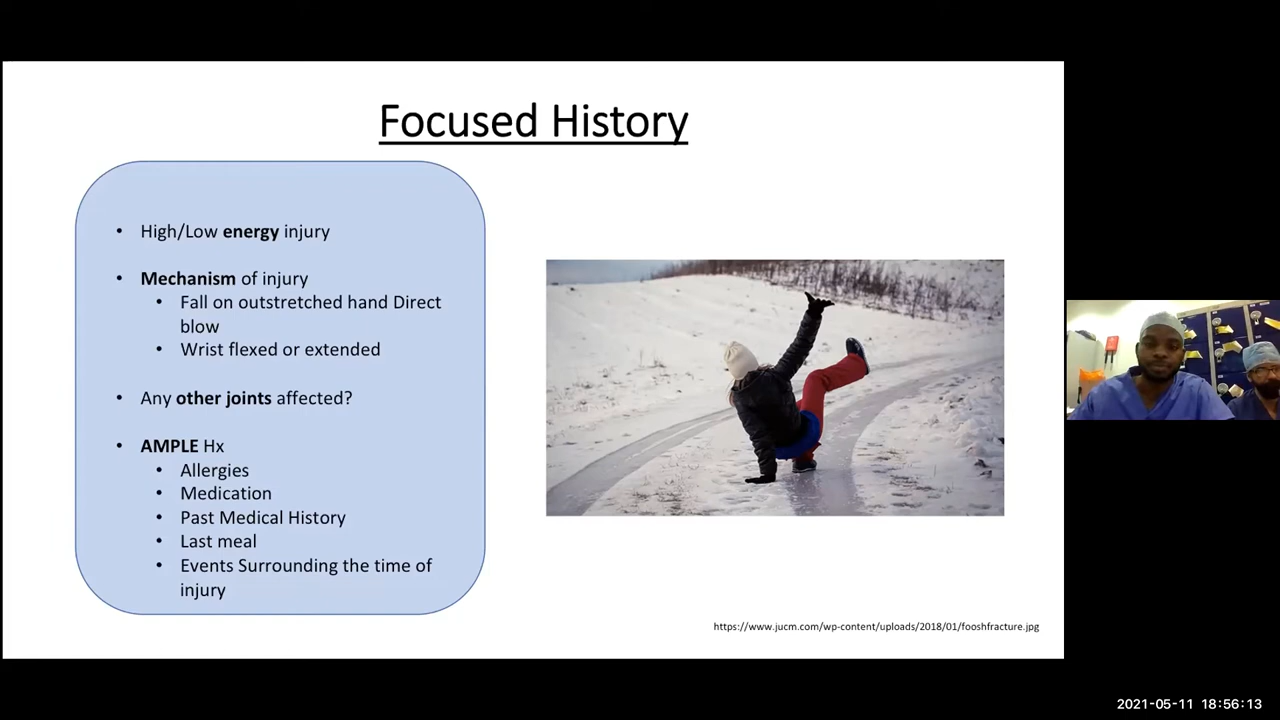 Focused History
• High/Low energy injury
• Mechanism of injury
• Fall on outstretched hand Direct
blow
• Wrist flexed or extended
• Any other joints affected?
• AMPLE Hx
• Allergies
• Medication
• Past Medical History
• Last meal
• Events Surrounding the time of
injury
https://www.jucm.com/wp-content/uploads/2018/01/fooshfracture.jpg
2021-05-11 18:56:13